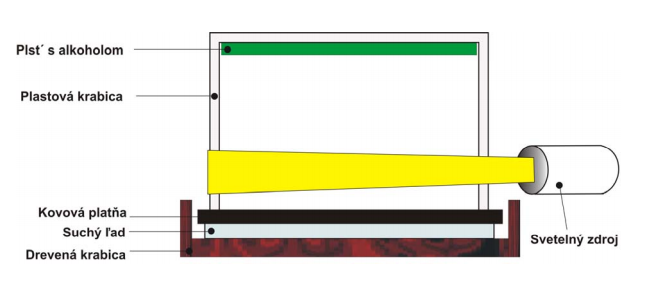 Plsť s alkoholom
Plastová krabica
Kovová platňa
Suchý ľad
Drevená krabica
Svetelný zdroj